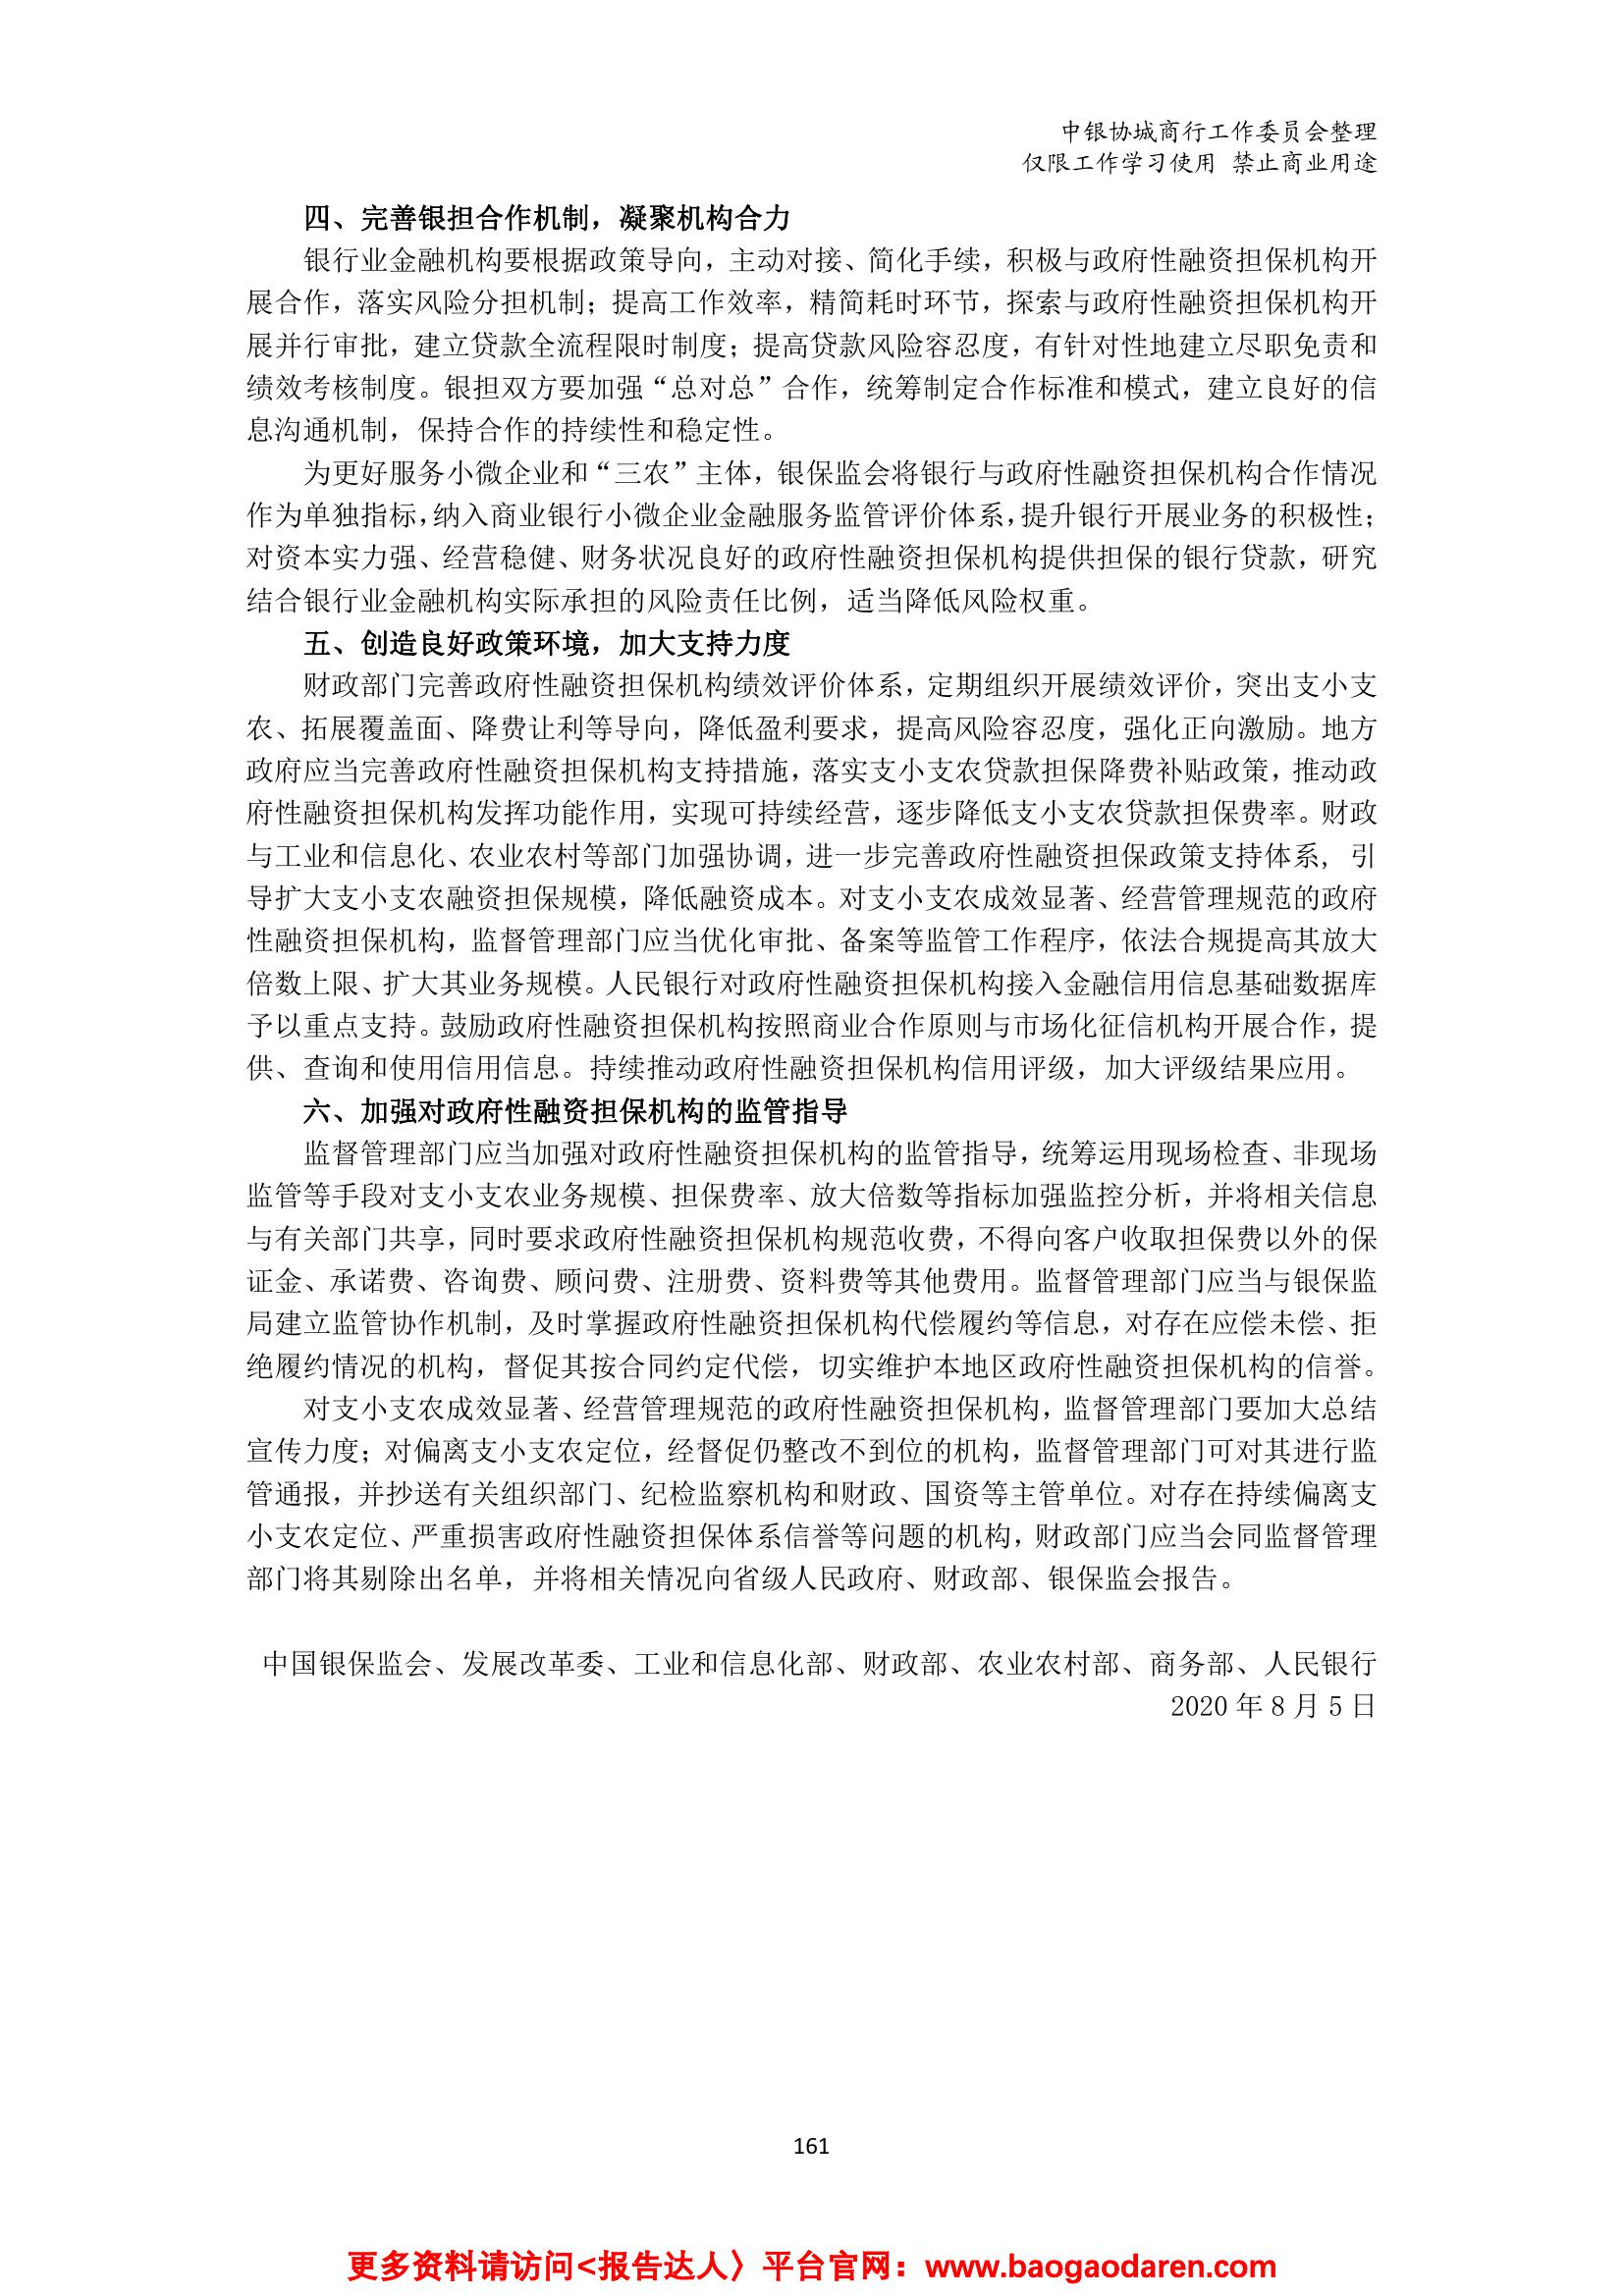 中银协城商行工作委员会整理
仅限工作学习使用 禁止商业用途
四、完善银担合作机制，凝聚机构合力
银行业金融机构要根据政策导向，主动对接、简化手续，积极与政府性融资担保机构开
展合作，落实风险分担机制；提高工作效率，精简耗时环节，探索与政府性融资担保机构开
展并行审批，建立贷款全流程限时制度；提高贷款风险容忍度，有针对性地建立尽职免责和
绩效考核制度。银担双方要加强“总对总”合作，统筹制定合作标准和模式，建立良好的信
息沟通机制，保持合作的持续性和稳定性。
为更好服务小微企业和“三农”主体，银保监会将银行与政府性融资担保机构合作情况
作为单独指标，纳入商业银行小微企业金融服务监管评价体系，提升银行开展业务的积极性；
对资本实力强、经营稳健、财务状况良好的政府性融资担保机构提供担保的银行贷款，研究
结合银行业金融机构实际承担的风险责任比例，适当降低风险权重。
五、创造良好政策环境，加大支持力度
财政部门完善政府性融资担保机构绩效评价体系，定期组织开展绩效评价，突出支小支
农、拓展覆盖面、降费让利等导向，降低盈利要求，提高风险容忍度，强化正向激励。地方
政府应当完善政府性融资担保机构支持措施，落实支小支农贷款担保降费补贴政策，推动政
府性融资担保机构发挥功能作用，实现可持续经营，逐步降低支小支农贷款担保费率。财政
与工业和信息化、农业农村等部门加强协调，进一步完善政府性融资担保政策支持体系，引
导扩大支小支农融资担保规模，降低融资成本。对支小支农成效显著、经营管理规范的政府
性融资担保机构，监督管理部门应当优化审批、备案等监管工作程序，依法合规提高其放大
倍数上限、扩大其业务规模。人民银行对政府性融资担保机构接入金融信用信息基础数据库
予以重点支持。鼓励政府性融资担保机构按照商业合作原则与市场化征信机构开展合作，提
供、查询和使用信用信息。持续推动政府性融资担保机构信用评级，加大评级结果应用。
六、加强对政府性融资担保机构的监管指导
监督管理部门应当加强对政府性融资担保机构的监管指导，统筹运用现场检查、非现场
监管等手段对支小支农业务规模、担保费率、放大倍数等指标加强监控分析，并将相关信息
与有关部门共享，同时要求政府性融资担保机构规范收费，不得向客户收取担保费以外的保
证金、承诺费、咨询费、顾问费、注册费、资料费等其他费用。监督管理部门应当与银保监
局建立监管协作机制，及时掌握政府性融资担保机构代偿履约等信息，对存在应偿未偿、拒
绝履约情况的机构，督促其按合同约定代偿，切实维护本地区政府性融资担保机构的信誉。
对支小支农成效显著、经营管理规范的政府性融资担保机构，监督管理部门要加大总结
宣传力度；对偏离支小支农定位，经督促仍整改不到位的机构，监督管理部门可对其进行监
管通报，并抄送有关组织部门、纪检监察机构和财政、国资等主管单位。对存在持续偏离支
小支农定位、严重损害政府性融资担保体系信誉等问题的机构，财政部门应当会同监督管理
部门将其剔除出名单，并将相关情况向省级人民政府、财政部、银保监会报告。
中国银保监会、发展改革委、工业和信息化部、财政部、农业农村部、商务部、人民银行
2020 年 8 月 5 日
161
更多资料请访问<报告达人〉平台官网：www.baogaodaren.com